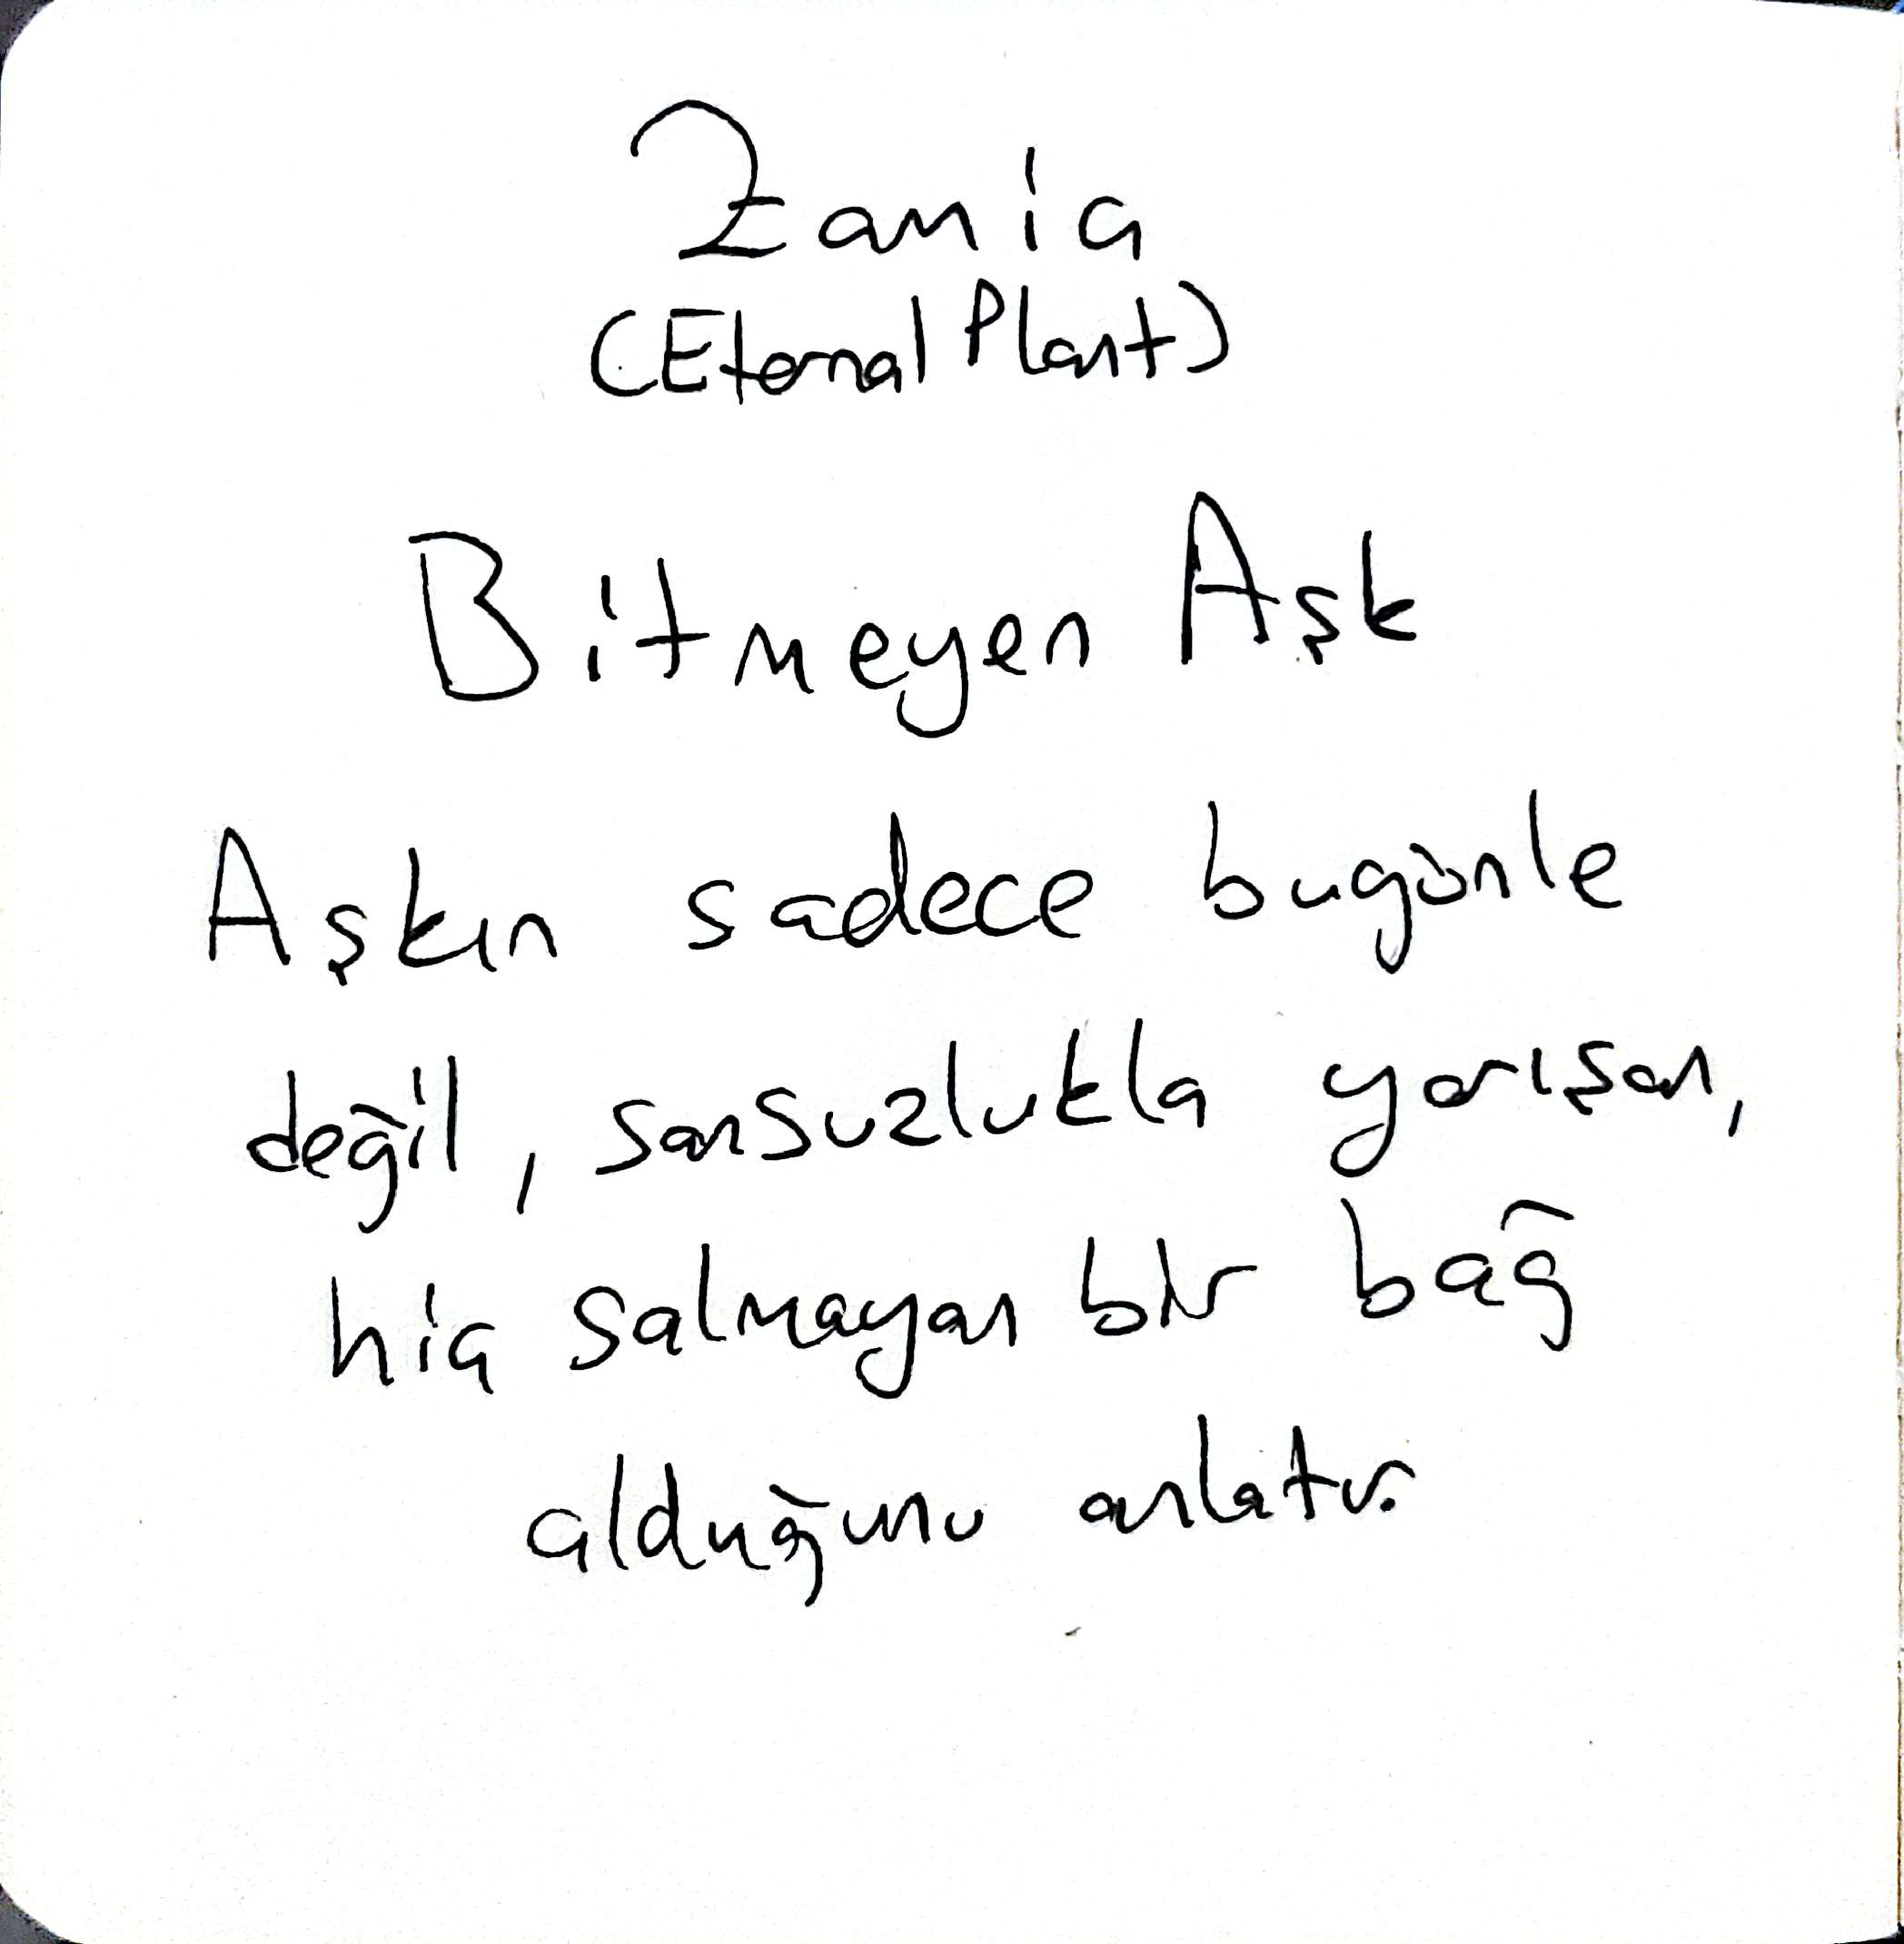 Zamia
(Eternal Plant)
Bitmeyen Aşk
Aşkın sadece bugünle
değil, sonsuzlukla yarışan,
hiç solmayan bir bağ
olduğunu anlatır.